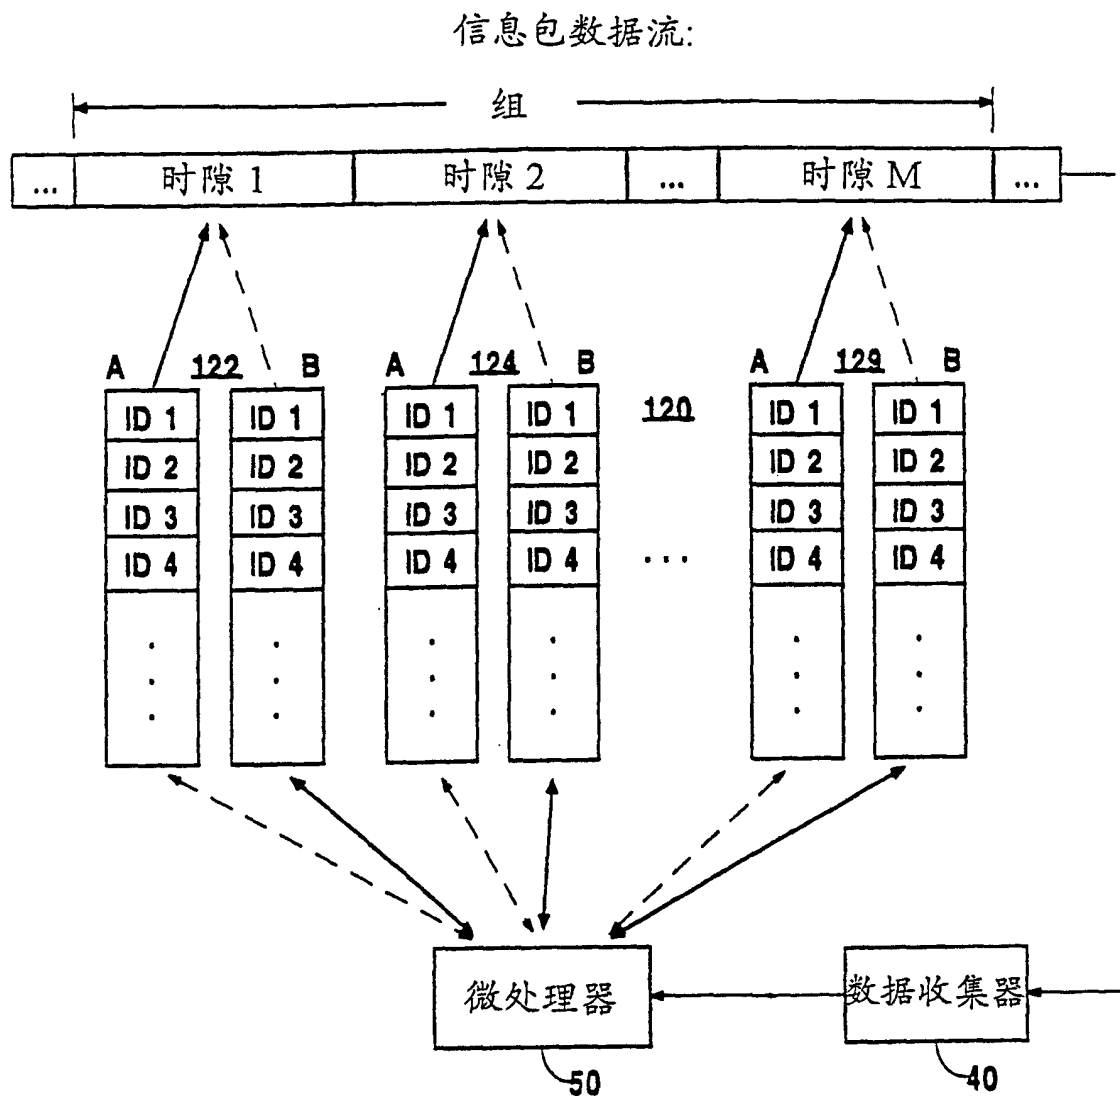 信息包数据流:
组
... 时隙 1 时隙 2 ... 时隙 M ...
A 122 B A 124 B A 129 B
ID 1 ID 1 ID 1 ID 1 120 ID 1 ID 1
ID 2 ID 2 ID 2 ID 2 ID 2 ID 2
ID 3 ID 3 ID 3 ID 3 ID 3 ID 3
ID 4 ID 4 ID 4 ID 4 ... ID 4 ID 4
微处理器 数据收集器
50 40